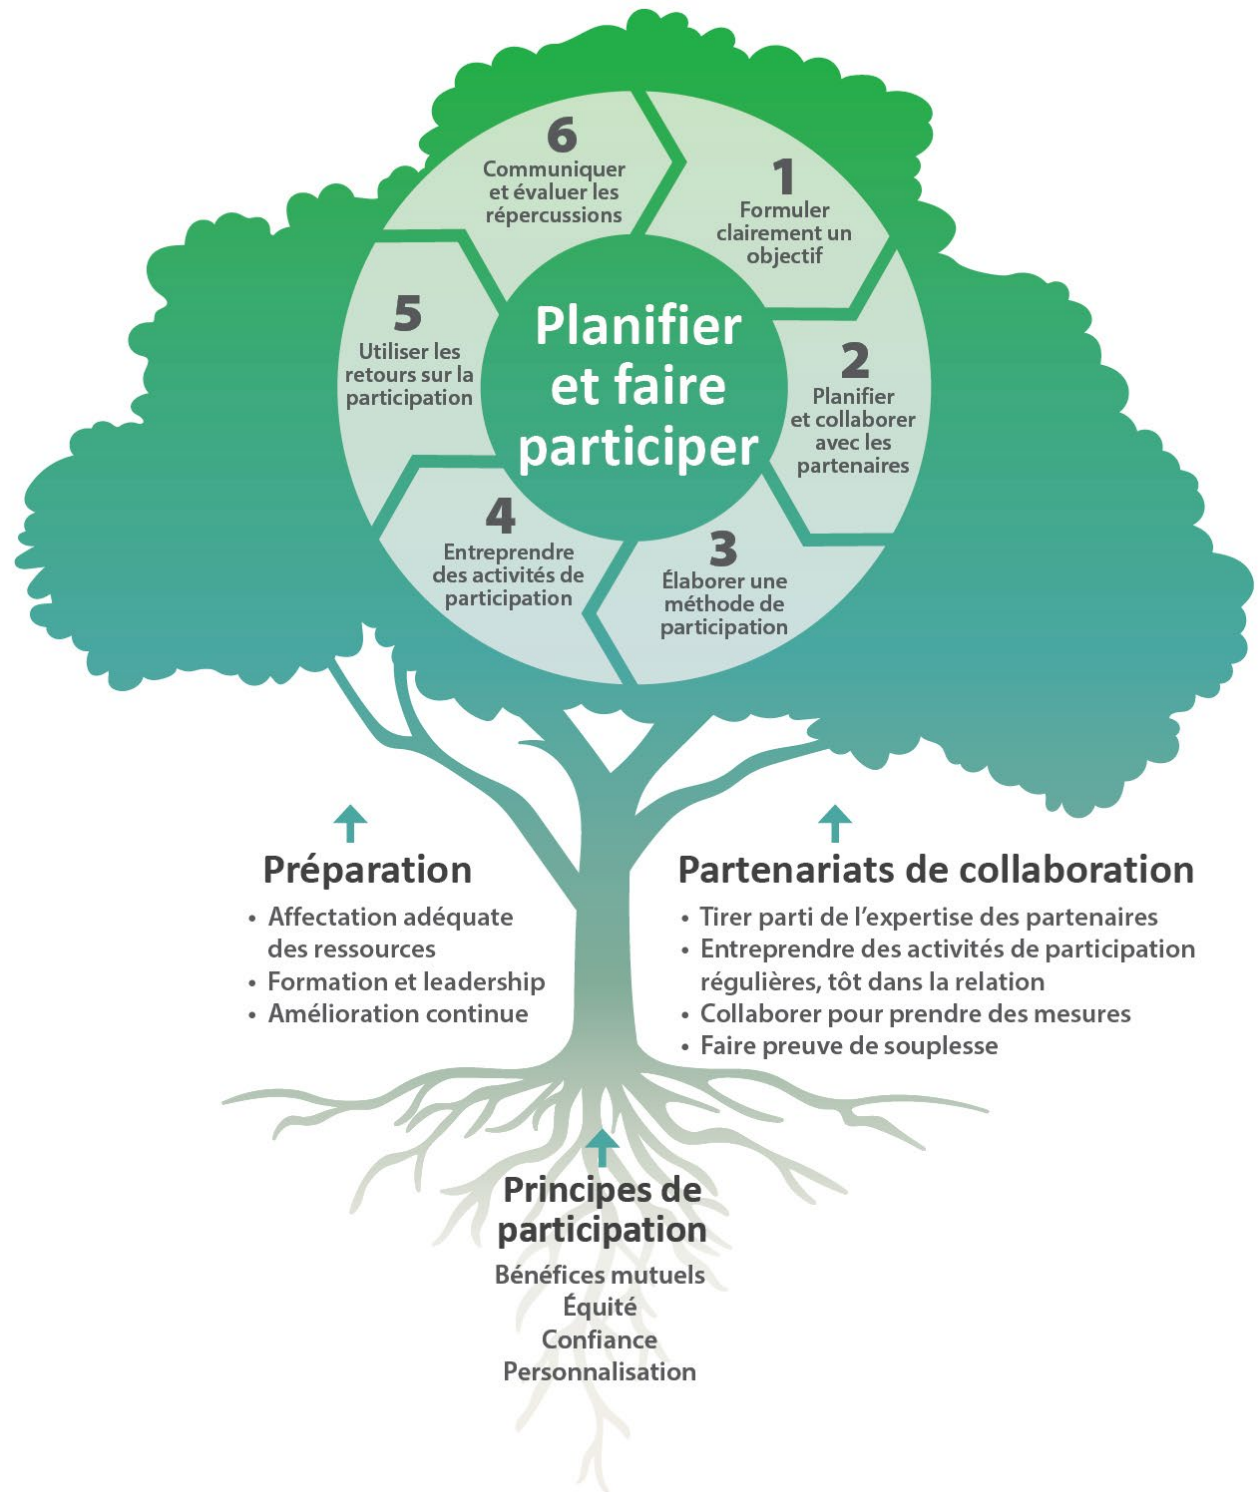 Planifier
et faire
participer
1
Formuler
clairement un
objectif
2
Planifier
et collaborer
avec les
partenaires
3
Élaborer une
méthode de
participation
4
Entreprendre
des activités de
participation
5
Utiliser les
retours sur la
participation
6
Communiquer
et évaluer les
répercussions
Préparation
• Affectation adéquate
des ressources
• Formation et leadership
• Amélioration continue
Partenariats de collaboration
• Tirer parti de l’expertise des partenaires
• Entreprendre des activités de participation
régulières, tôt dans la relation
• Collaborer pour prendre des mesures
• Faire preuve de souplesse
Principes de
participation
Bénéfices mutuels
Équité
Confiance
Personnalisation